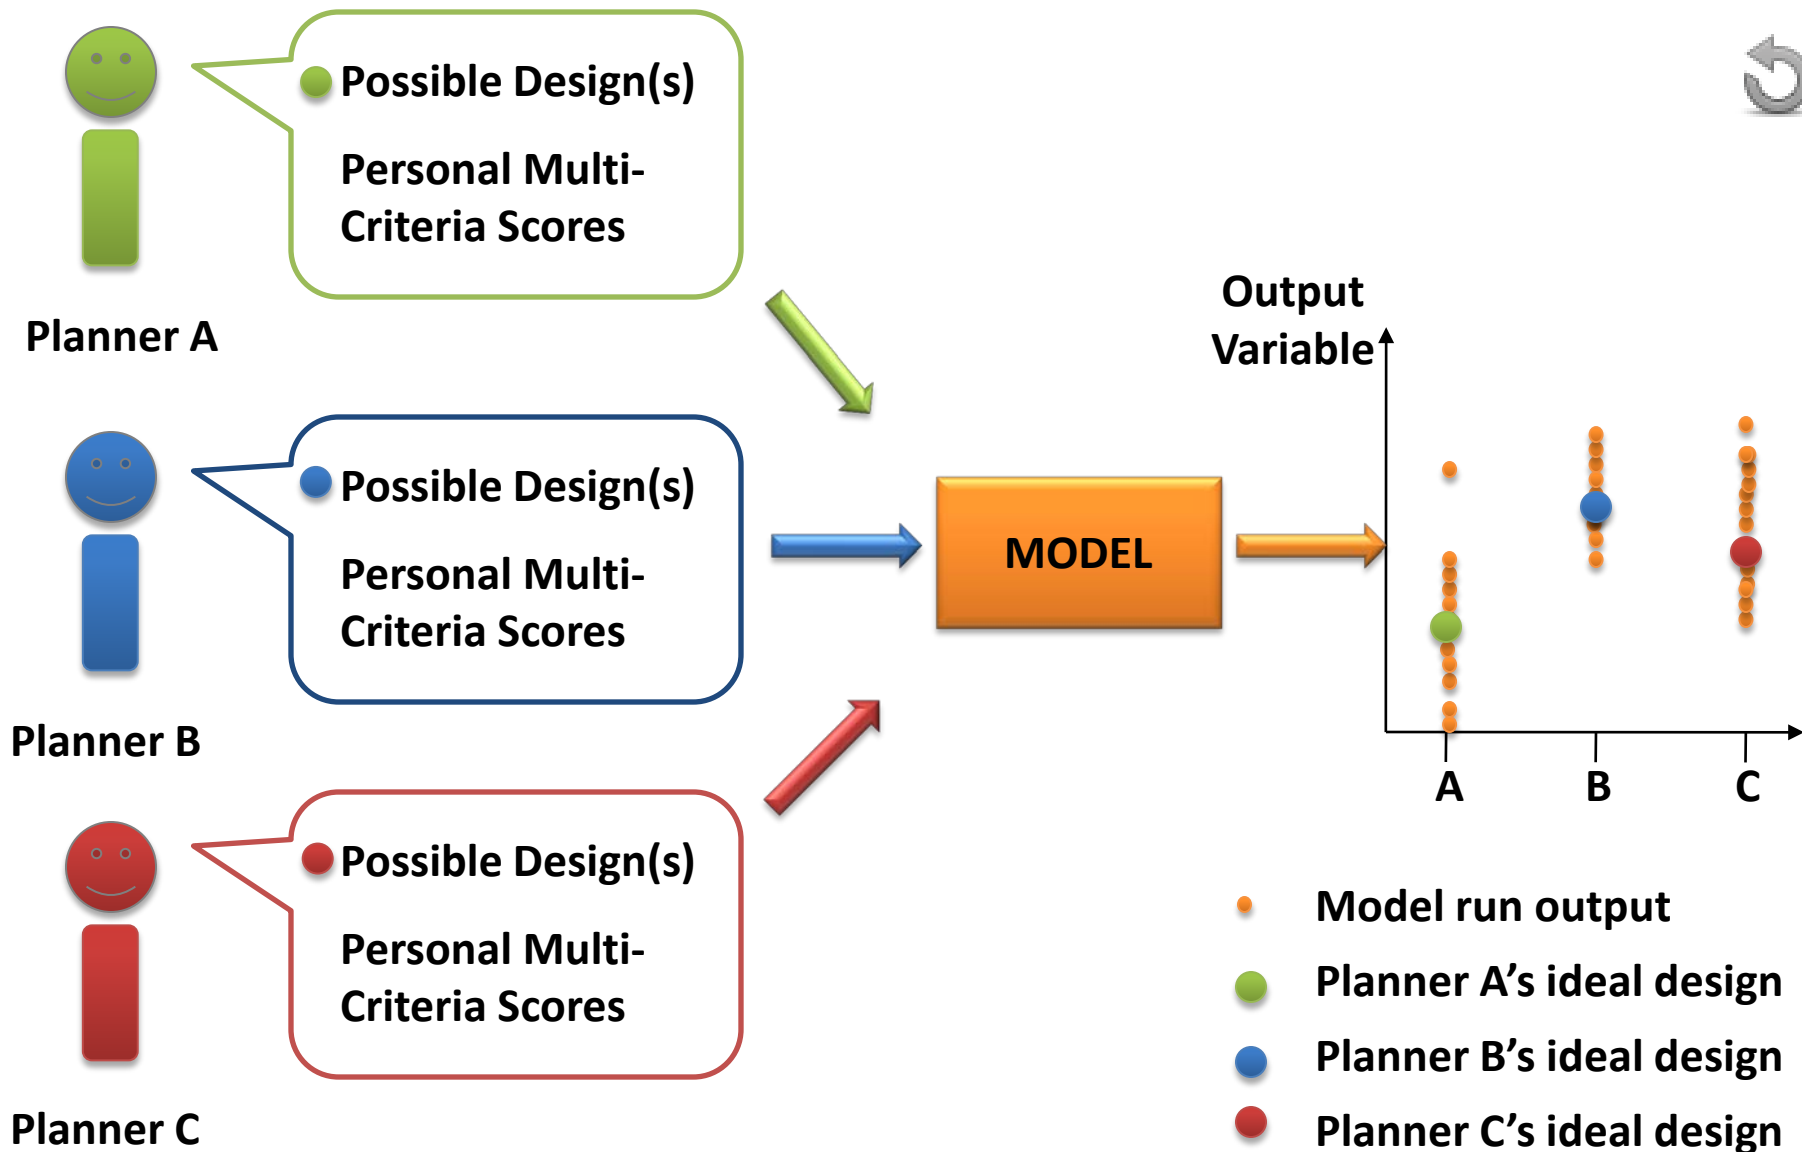 Possible Design(s)
Personal Multi-
Criteria Scores
Planner A
Possible Design(s)
Personal Multi-
Criteria Scores
Planner B
Possible Design(s)
Personal Multi-
Criteria Scores
Planner C
MODEL
Output
Variable
A B C
Model run output
Planner A’s ideal design
Planner B’s ideal design
Planner C’s ideal design